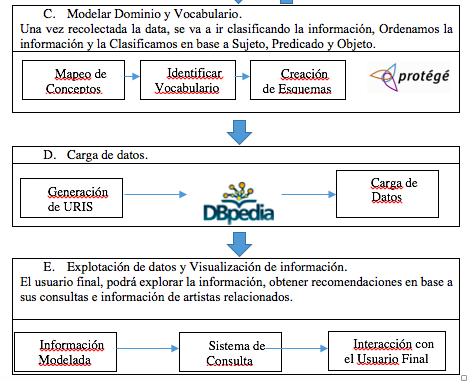 C. Modelar Dominio y Vocabulario.
Una vez recolectada la data, se va a ir clasificando la información, Ordenamos la
información y la Clasificamos en base a Sujeto, Predicado y Objeto.
Mapeo de
Conceptos
Identificar
Vocabulario
Creación
de Esquemas
protégé
D. Carga de datos.
Generación
de URIS
DBpedia
Carga de
Datos
E. Explotación de datos y Visualización de información.
El usuario final, podrá explorar la información, obtener recomendaciones en base a
sus consultas e información de artistas relacionados.
Información
Modelada
Sistema de
Consulta
Interacción con
el Usuario Final